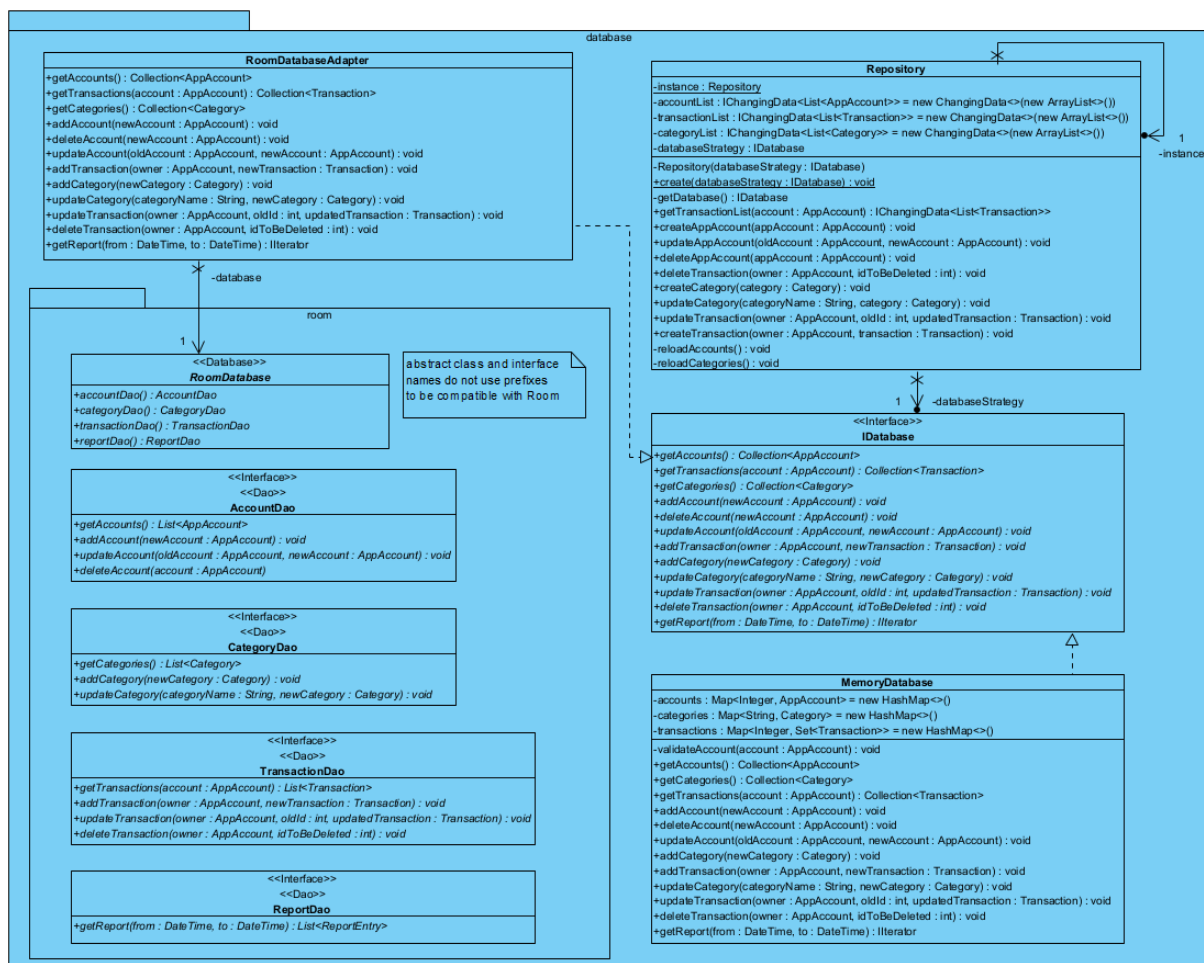 database
RoomDatabaseAdapter
+getAccounts() : Collection<AppAccount>
+getTransactions(account : AppAccount) : Collection<Transaction>
+getCategories() : Collection<Category>
+addAccount(newAccount : AppAccount) : void
+deleteAccount(newAccount : AppAccount) : void
+updateAccount(oldAccount : AppAccount, newAccount : AppAccount) : void
+addTransaction(owner : AppAccount, newTransaction : Transaction) : void
+addCategory(newCategory : Category) : void
+updateCategory(categoryName : String, newCategory : Category) : void
+updateTransaction(owner : AppAccount, oldId : int, updatedTransaction : Transaction) : void
+deleteTransaction(owner : AppAccount, idToBeDeleted : int) : void
+getReport(from : DateTime, to : DateTime) : IIterator
-database
1
room
<<Database>>
RoomDatabase
+accountDao() : AccountDao
+categoryDao() : CategoryDao
+transactionDao() : TransactionDao
+reportDao() : ReportDao
abstract class and interface
names do not use prefixes
to be compatible with Room
<<Interface>>
<<Dao>>
AccountDao
+getAccounts() : List<AppAccount>
+addAccount(newAccount : AppAccount) : void
+updateAccount(oldAccount : AppAccount, newAccount : AppAccount) : void
+deleteAccount(account : AppAccount)
<<Interface>>
<<Dao>>
CategoryDao
+getCategories() : List<Category>
+addCategory(newCategory : Category) : void
+updateCategory(categoryName : String, newCategory : Category) : void
<<Interface>>
<<Dao>>
TransactionDao
+getTransactions(account : AppAccount) : List<Transaction>
+addTransaction(owner : AppAccount, newTransaction : Transaction) : void
+updateTransaction(owner : AppAccount, oldId : int, updatedTransaction : Transaction) : void
+deleteTransaction(owner : AppAccount, idToBeDeleted : int) : void
<<Interface>>
<<Dao>>
ReportDao
+getReport(from : DateTime, to : DateTime) : List<ReportEntry>
Repository
-instance : Repository
-accountList : IChangingData<List<AppAccount>> = new ChangingData<>(new ArrayList<>())
-transactionList : IChangingData<List<Transaction>> = new ChangingData<>(new ArrayList<>())
-categoryList : IChangingData<List<Category>> = new ChangingData<>(new ArrayList<>())
-databaseStrategy : IDatabase
-Repository(databaseStrategy : IDatabase)
+create(databaseStrategy : IDatabase) : void
-getDatabase() : IDatabase
+getTransactionList(account : AppAccount) : IChangingData<List<Transaction>>
+createAppAccount(appAccount : AppAccount) : void
+updateAppAccount(oldAccount : AppAccount, newAccount : AppAccount) : void
+deleteAppAccount(appAccount : AppAccount) : void
+deleteTransaction(owner : AppAccount, idToBeDeleted : int) : void
+createCategory(category : Category) : void
+updateCategory(categoryName : String, category : Category) : void
+updateTransaction(owner : AppAccount, oldId : int, updatedTransaction : Transaction) : void
+createTransaction(owner : AppAccount, transaction : Transaction) : void
-reloadAccounts() : void
-reloadCategories() : void
1
-instance
1
-databaseStrategy
<<Interface>>
IDatabase
+getAccounts() : Collection<AppAccount>
+getTransactions(account : AppAccount) : Collection<Transaction>
+getCategories() : Collection<Category>
+addAccount(newAccount : AppAccount) : void
+deleteAccount(newAccount : AppAccount) : void
+updateAccount(oldAccount : AppAccount, newAccount : AppAccount) : void
+addTransaction(owner : AppAccount, newTransaction : Transaction) : void
+addCategory(newCategory : Category) : void
+updateCategory(categoryName : String, newCategory : Category) : void
+updateTransaction(owner : AppAccount, oldId : int, updatedTransaction : Transaction) : void
+deleteTransaction(owner : AppAccount, idToBeDeleted : int) : void
+getReport(from : DateTime, to : DateTime) : IIterator
MemoryDatabase
-accounts : Map<Integer, AppAccount> = new HashMap<>()
-categories : Map<String, Category> = new HashMap<>()
-transactions : Map<Integer, Set<Transaction>> = new HashMap<>()
-validateAccount(account : AppAccount) : void
+getAccounts() : Collection<AppAccount>
+getCategories() : Collection<Category>
+getTransactions(account : AppAccount) : Collection<Transaction>
+addAccount(newAccount : AppAccount) : void
+deleteAccount(newAccount : AppAccount) : void
+updateAccount(oldAccount : AppAccount, newAccount : AppAccount) : void
+addCategory(newCategory : Category) : void
+addTransaction(owner : AppAccount, newTransaction : Transaction) : void
+updateCategory(categoryName : String, newCategory : Category) : void
+updateTransaction(owner : AppAccount, oldId : int, updatedTransaction : Transaction) : void
+deleteTransaction(owner : AppAccount, idToBeDeleted : int) : void
+getReport(from : DateTime, to : DateTime) : IIterator